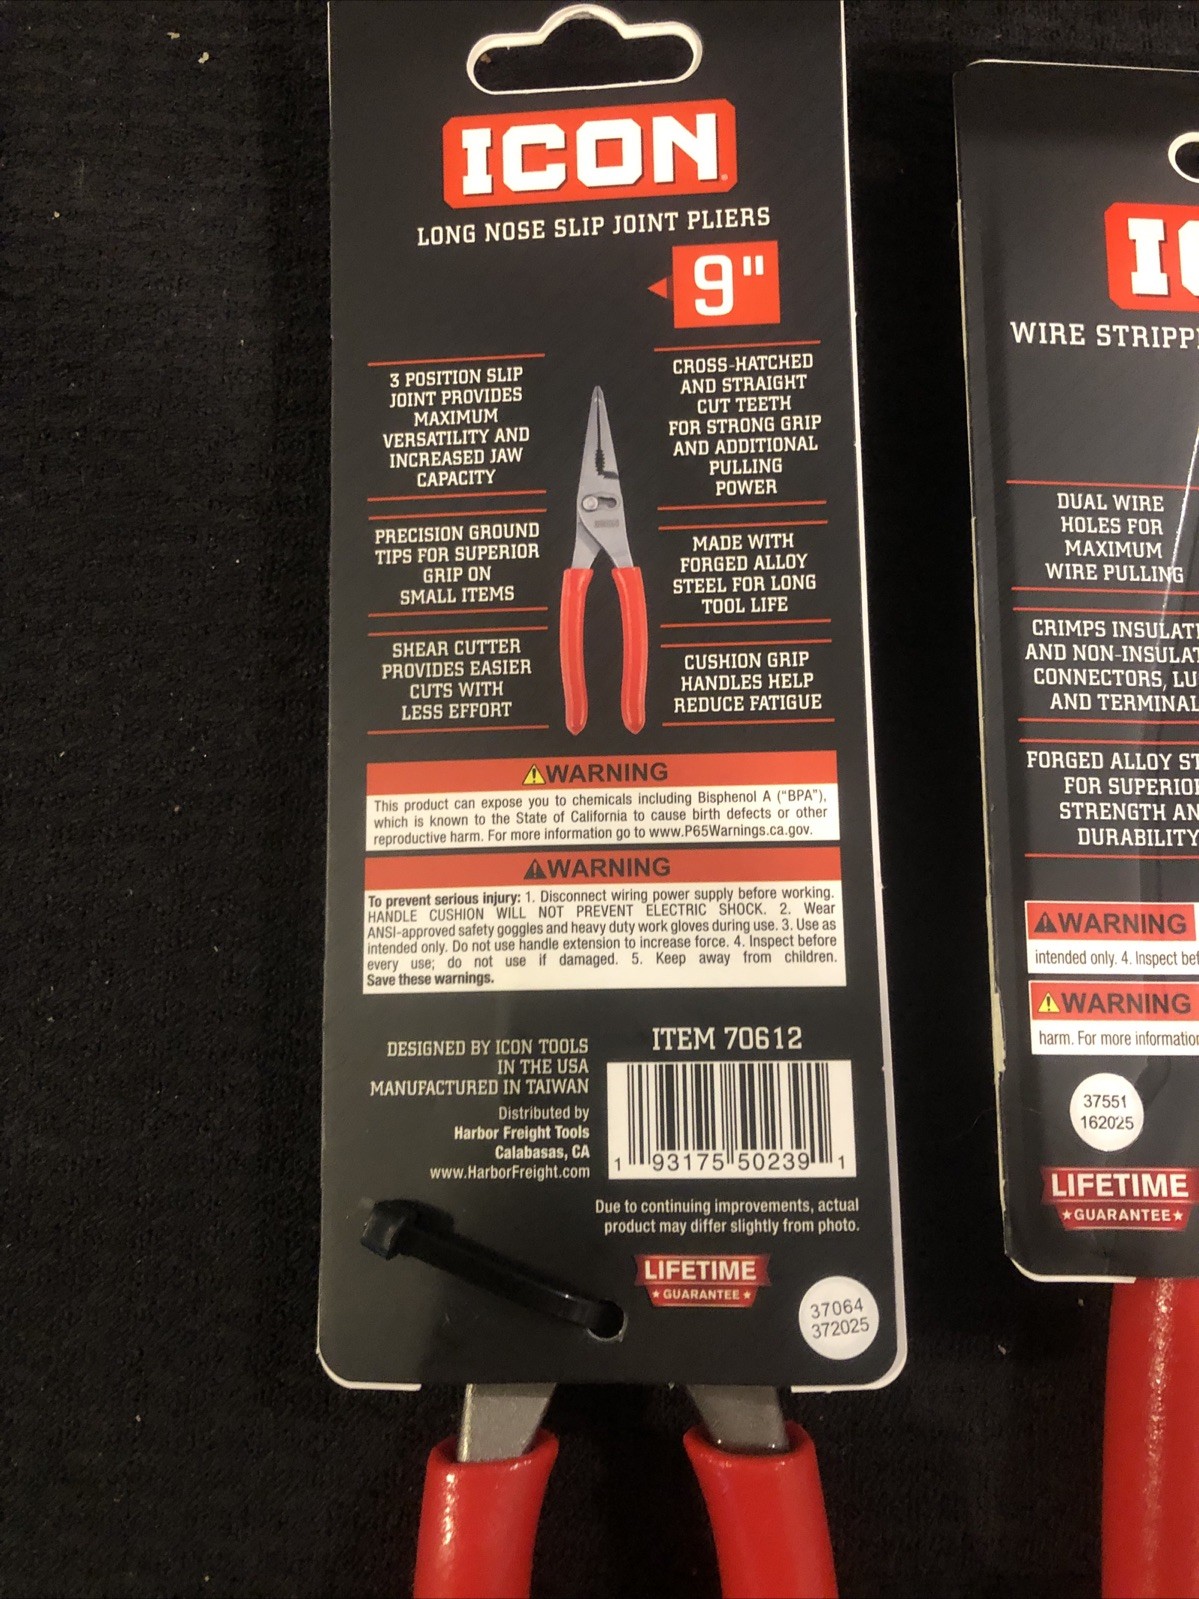 ICON
LONG NOSE SLIP JOINT PLIERS
9"
3 POSITION SLIP
JOINT PROVIDES
MAXIMUM
VERSATILITY AND
INCREASED JAW
CAPACITY
PRECISION GROUND
TIPS FOR SUPERIOR
GRIP ON
SMALL ITEMS
SHEAR CUTTER
PROVIDES EASIER
CUTS WITH
LESS EFFORT
CROSS-HATCHED
AND STRAIGHT
CUT TEETH
FOR STRONG GRIP
AND ADDITIONAL
PULLING
POWER
MADE WITH
FORGED ALLOY
STEEL FOR LONG
TOOL LIFE
CUSHION GRIP
HANDLES HELP
REDUCE FATIGUE
⚠WARNING
This product can expose you to chemicals including Bisphenol A (“BPA”),
which is known to the State of California to cause birth defects or other
reproductive harm. For more information go to www.P65Warnings.ca.gov.
⚠WARNING
To prevent serious injury: 1. Disconnect wiring power supply before working.
HANDLE CUSHION WILL NOT PREVENT ELECTRIC SHOCK. 2. Wear
ANSI-approved safety goggles and heavy duty work gloves during use. 3. Use as
intended only. Do not use handle extension to increase force. 4. Inspect before
every use; do not use if damaged. 5. Keep away from children.
Save these warnings.
DESIGNED BY ICON TOOLS
IN THE USA
MANUFACTURED IN TAIWAN
Distributed by
Harbor Freight Tools
Calabasas, CA
www.HarborFreight.com
ITEM 70612
1 93175 50239 1
Due to continuing improvements, actual
product may differ slightly from photo.
LIFETIME
★GUARANTEE★
37064
372025
WIRE
DUAL WIRE
HOLES FOR
MAXIMUM
WIRE PULLING
CRIMPS
AND
CONNECTORS,
AND
FORGED ALLOY
FOR
STRENGTH
DURABILITY
⚠WARNING
intended only. 4. Inspect
⚠WARNING
harm. For more
37551
162025
LIFETIME
★GUARANTEE★